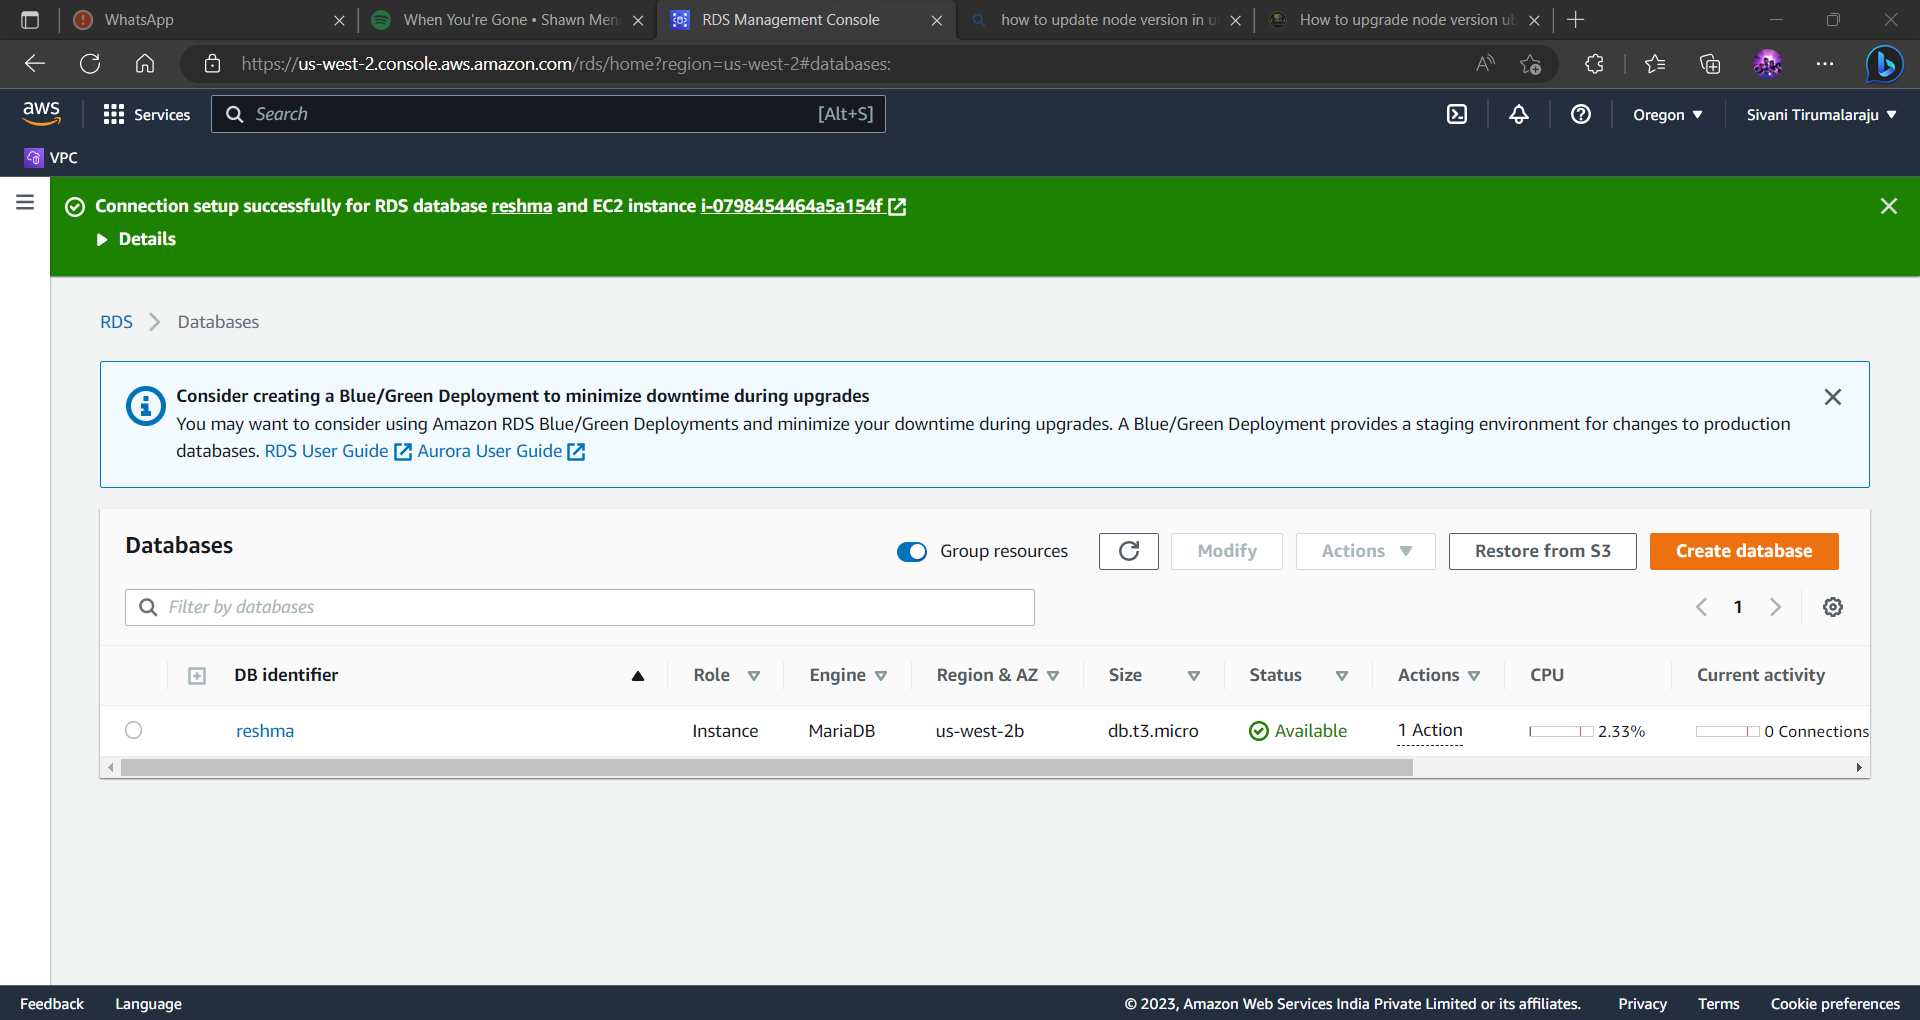 WhatsApp
When You're Gone • Shawn Men
RDS Management Console
how to update node version in u
How to upgrade node version ub
https://us-west-2.console.aws.amazon.com/rds/home?region=us-west-2#databases:
aws
Services
Search
[Alt+S]
Oregon
Sivani Tirumalaraju
VPC
Connection setup successfully for RDS database reshma and EC2 instance i-0798454464a5a154f
Details
RDS
Databases
Consider creating a Blue/Green Deployment to minimize downtime during upgrades
You may want to consider using Amazon RDS Blue/Green Deployments and minimize your downtime during upgrades. A Blue/Green Deployment provides a staging environment for changes to production
databases. RDS User Guide Aurora User Guide
Databases
Group resources
Modify
Actions
Restore from S3
Create database
Filter by databases
1
DB identifier
Role
Engine
Region & AZ
Size
Status
Actions
CPU
Current activity
reshma
Instance
MariaDB
us-west-2b
db.t3.micro
Available
1 Action
2.33%
0 Connections
Feedback
Language
© 2023, Amazon Web Services India Private Limited or its affiliates.
Privacy
Terms
Cookie preferences